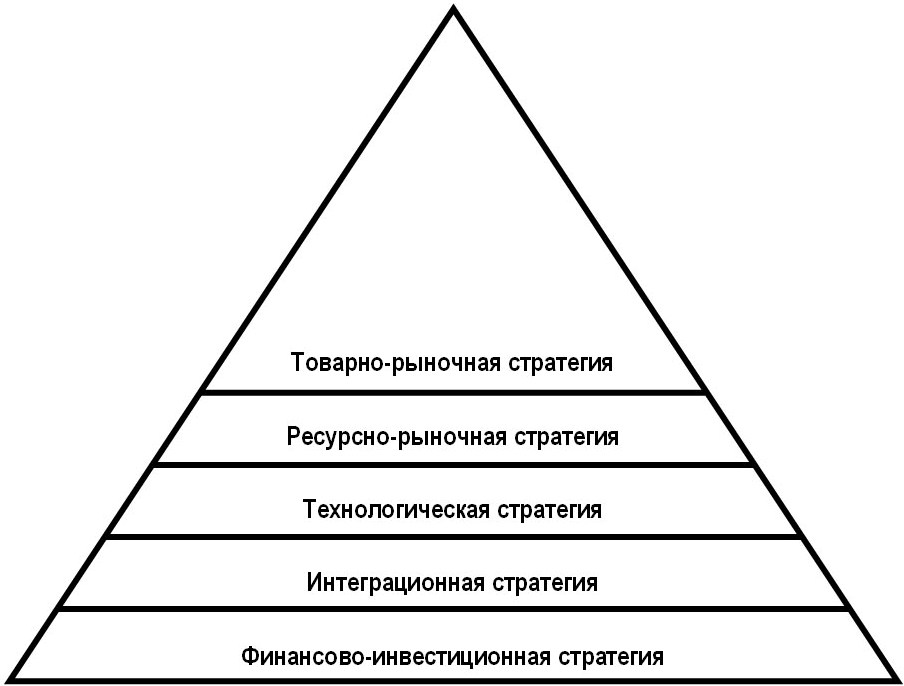 Товарно-рыночная стратегия
Ресурсно-рыночная стратегия
Технологическая стратегия
Интеграционная стратегия
Финансово-инвестиционная стратегия